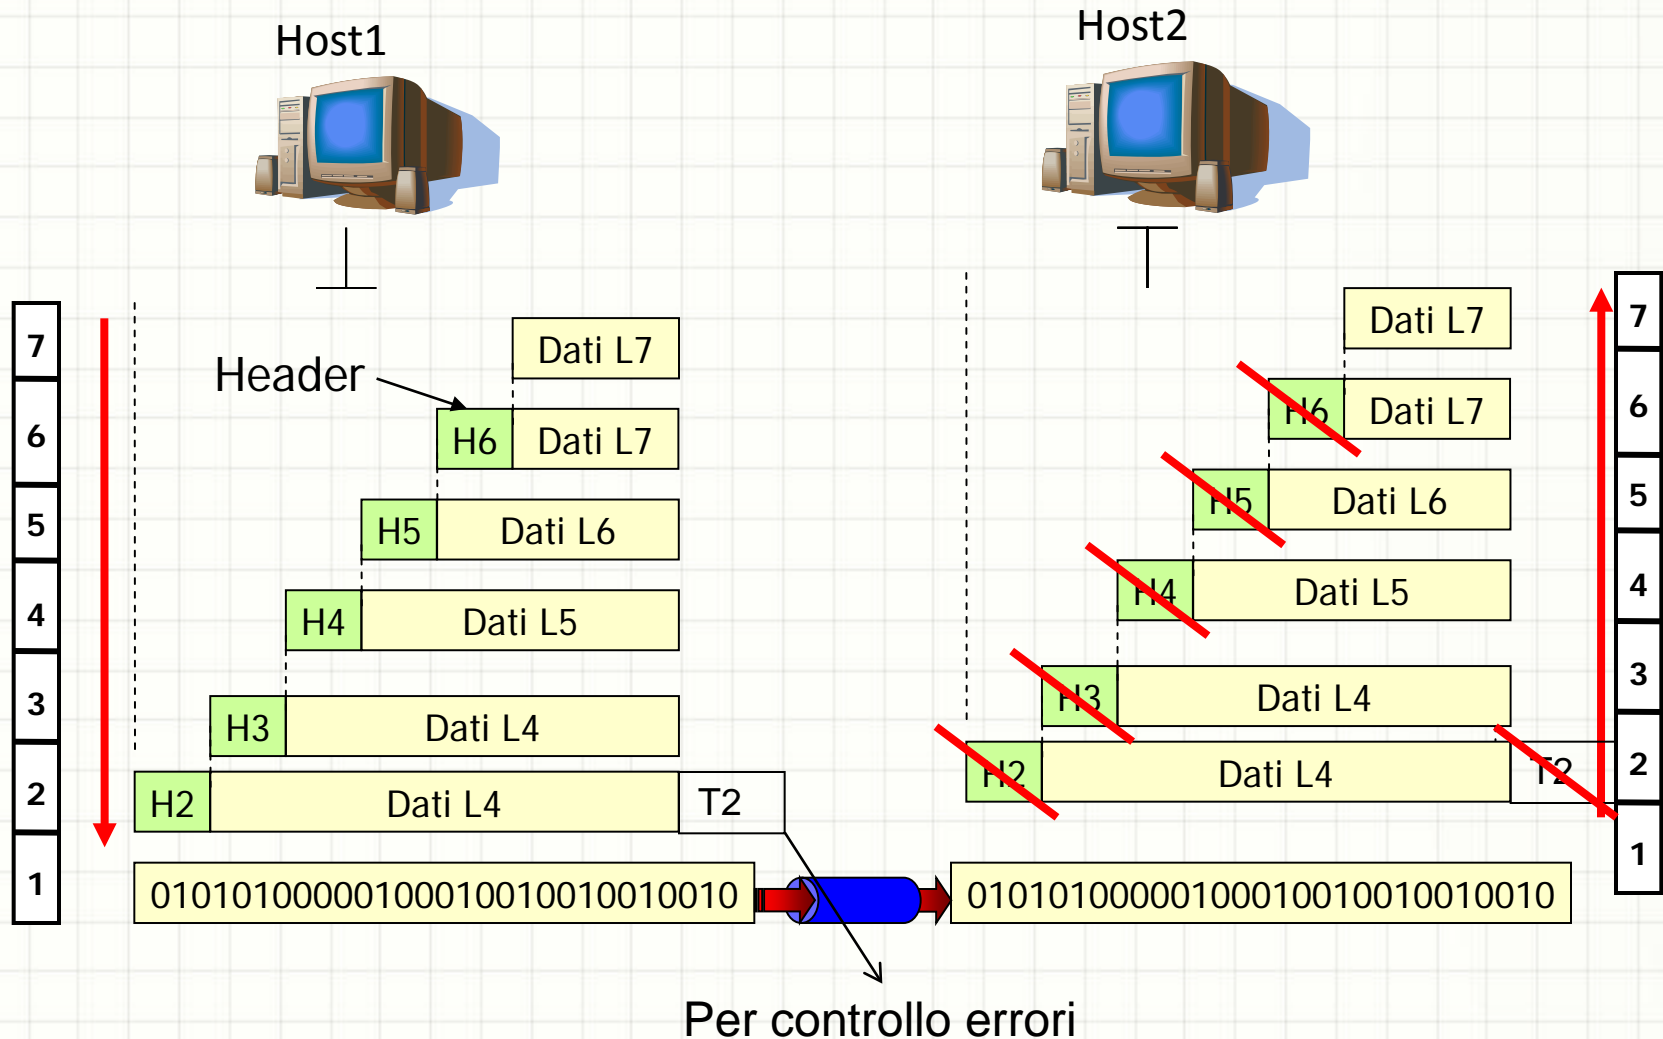 Host1
Host2
7
Dati L7
Header
6
H6 Dati L7
5
H5 Dati L6
4
H4 Dati L5
3
H3 Dati L4
2
H2 Dati L4 T2
1
0101010000010001001001001001​0
Dati L7
7
H6 Dati L7
6
H5 Dati L6
5
H4 Dati L5
4
H3 Dati L4
3
H2 Dati L4 T2
2
1
01010100000100010010010010010
Per controllo errori